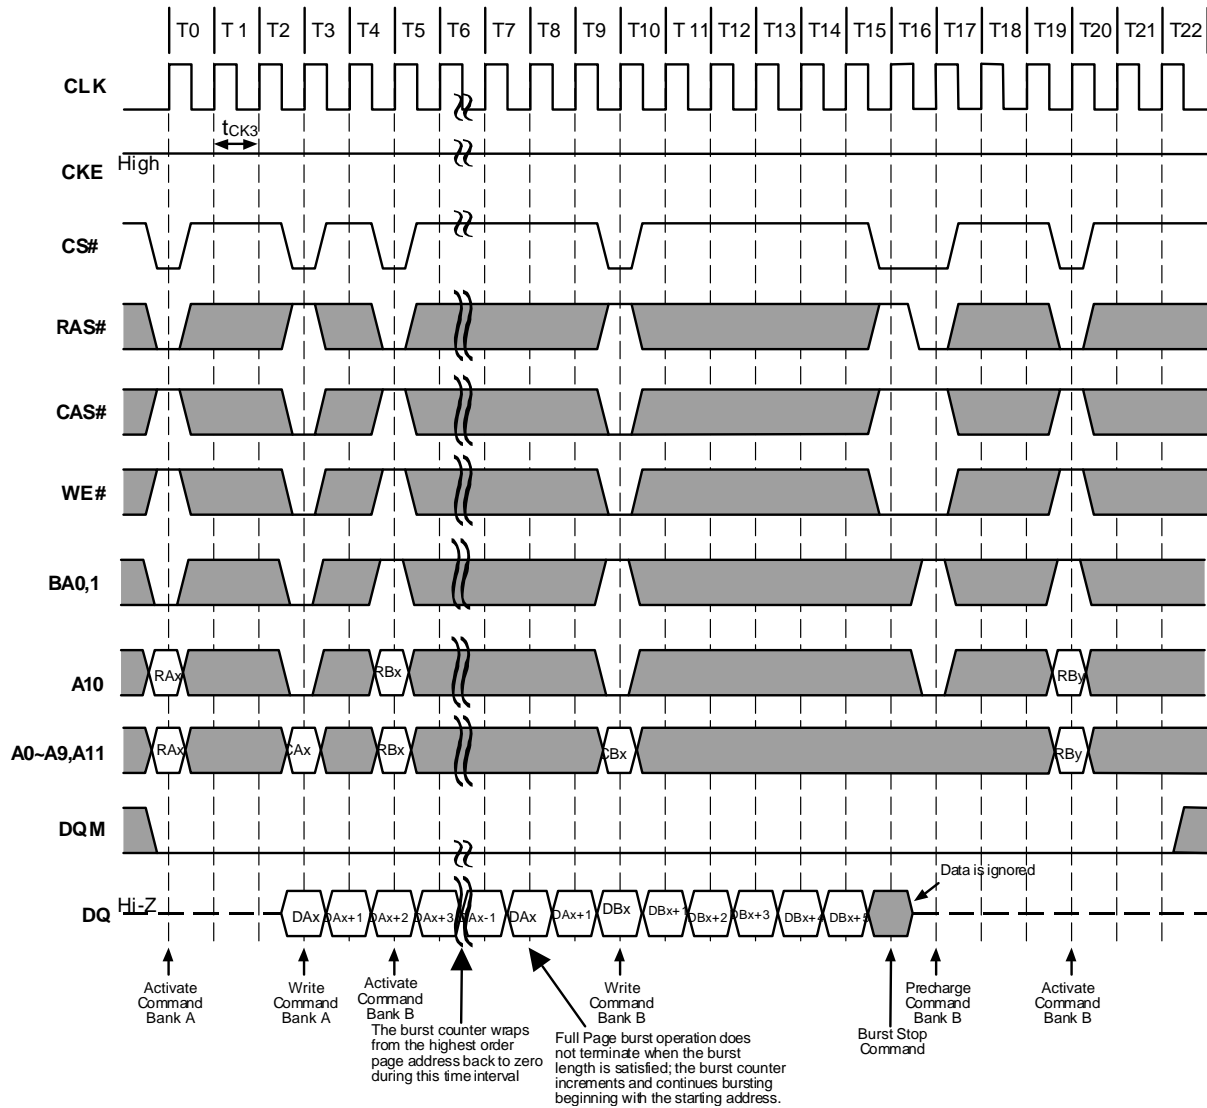 T0 T 1 T2 T3 T4 T5 T6 T7 T8 T9 T10 T 11 T12 T13 T14 T15 T16 T17 T18 T19 T20 T21 T22
CLK
tCK3
High
CKE
CS#
RAS#
CAS#
WE#
BA0,1
A10 RAx RBx RBy
A0~A9,A11 RAx CAx RBx CBx RBy
DQM
Data is ignored
DQ Hi-Z DAx DAx+1 DAx+2 DAx+3 DAx-1 DAx DAx+1 DBx DBx+1 DBx+2 DBx+3 DBx+4 DBx+5
Activate
Command
Bank A
Write
Command
Bank A
Activate
Command
Bank B
The burst counter wraps
from the highest order
page address back to zero
during this time interval
Full Page burst operation does
not terminate when the burst
length is satisfied; the burst counter
increments and continues bursting
beginning with the starting address.
Write
Command
Bank B
Burst Stop
Command
Precharge
Command
Bank B
Activate
Command
Bank B